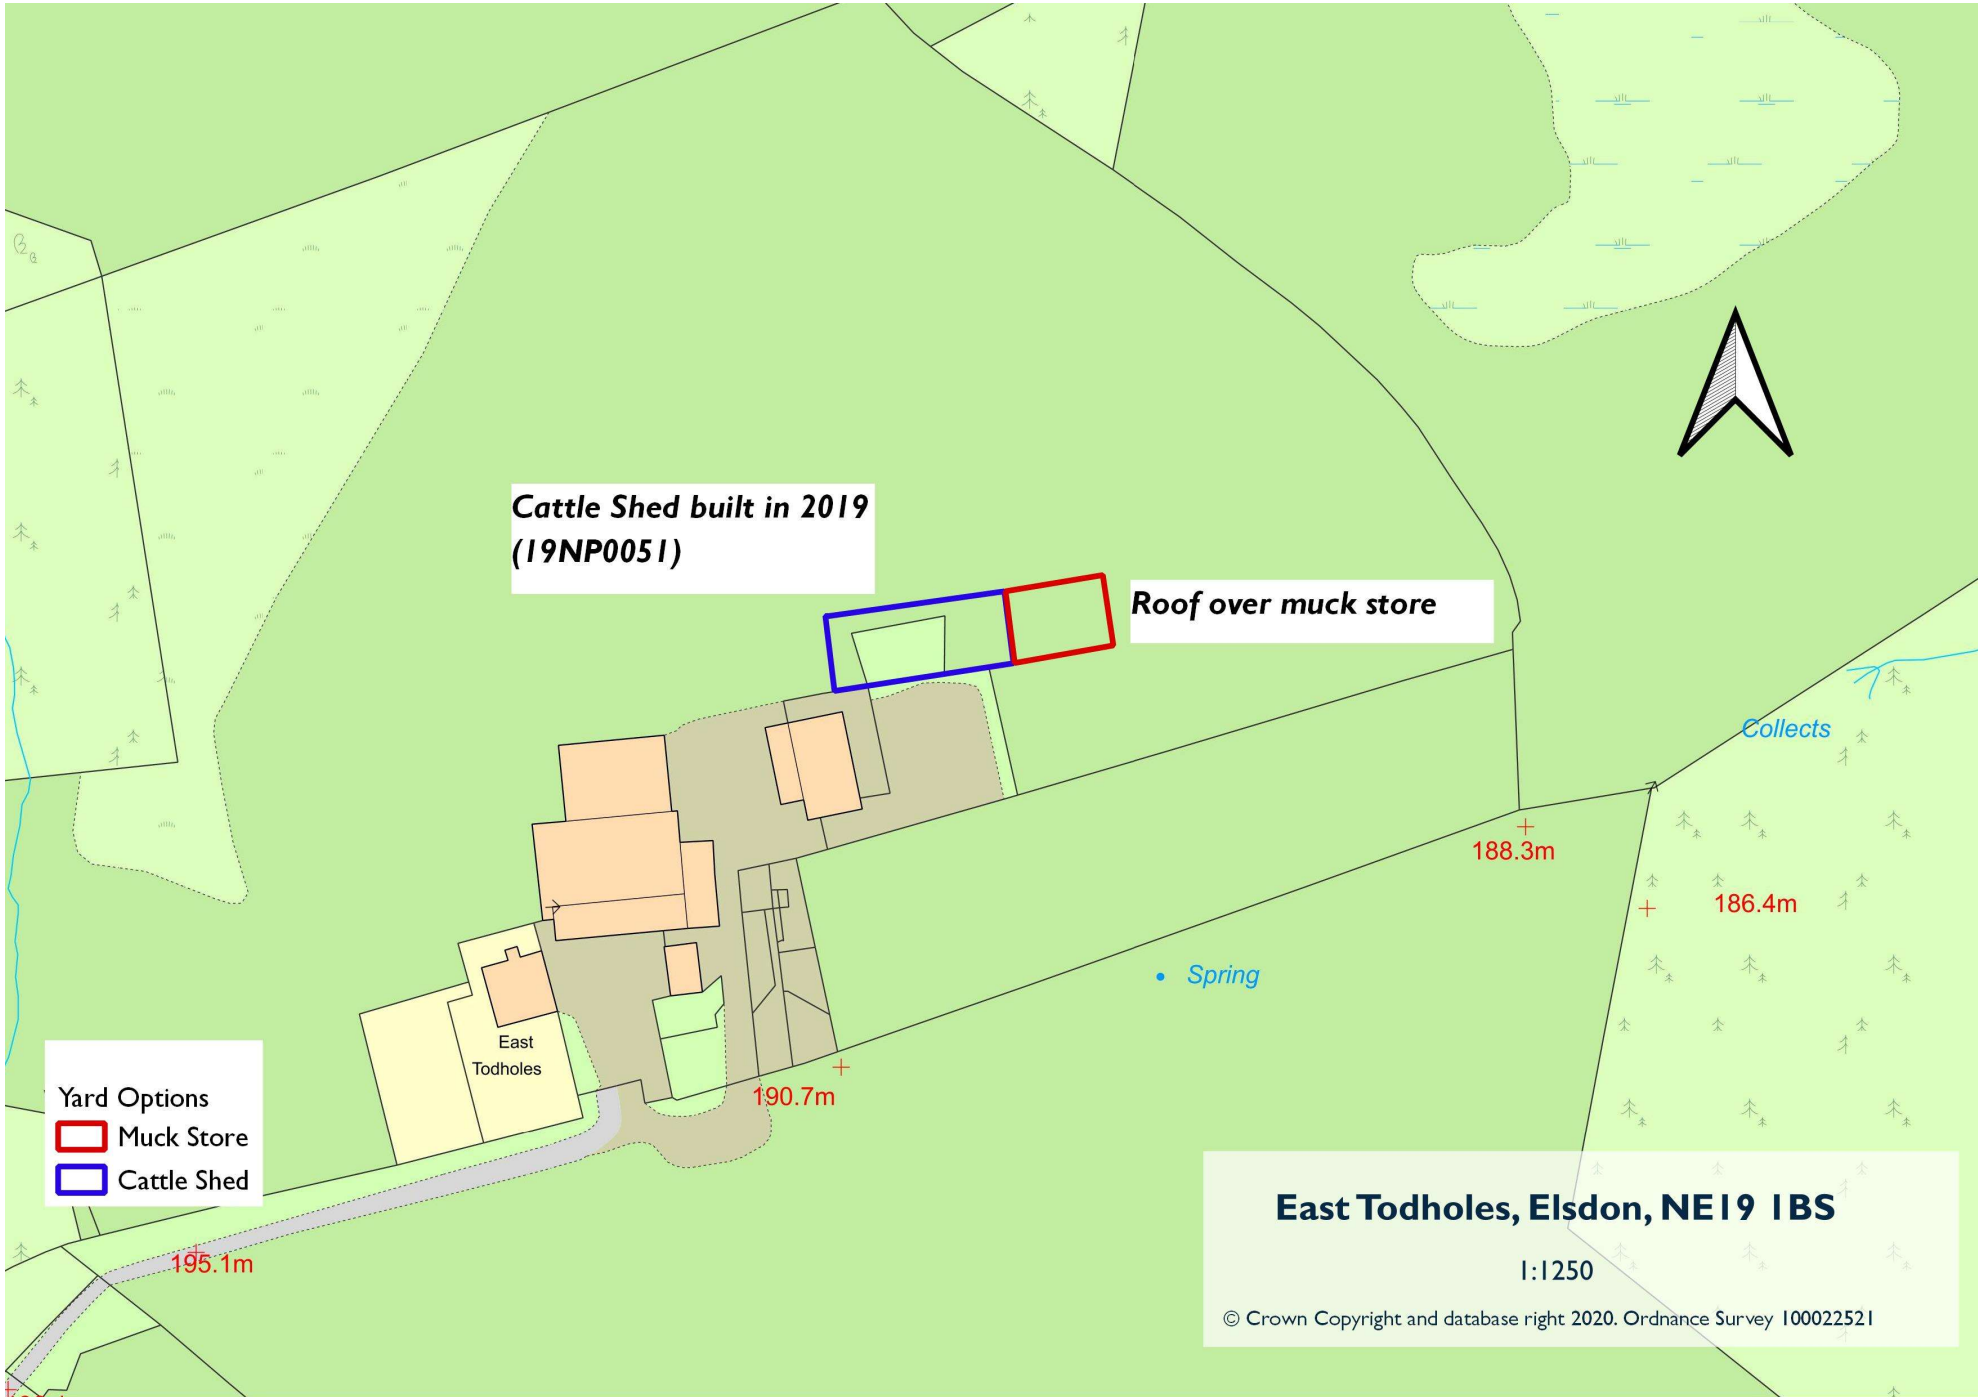 Cattle Shed built in 2019
(19NP0051)
Roof over muck store
Collects
188.3m
186.4m
Spring
East
Todholes
190.7m
Yard Options
Muck Store
Cattle Shed
195.1m
East Todholes, Elsdon, NE19 1BS
1:1250
© Crown Copyright and database right 2020. Ordnance Survey 100022521